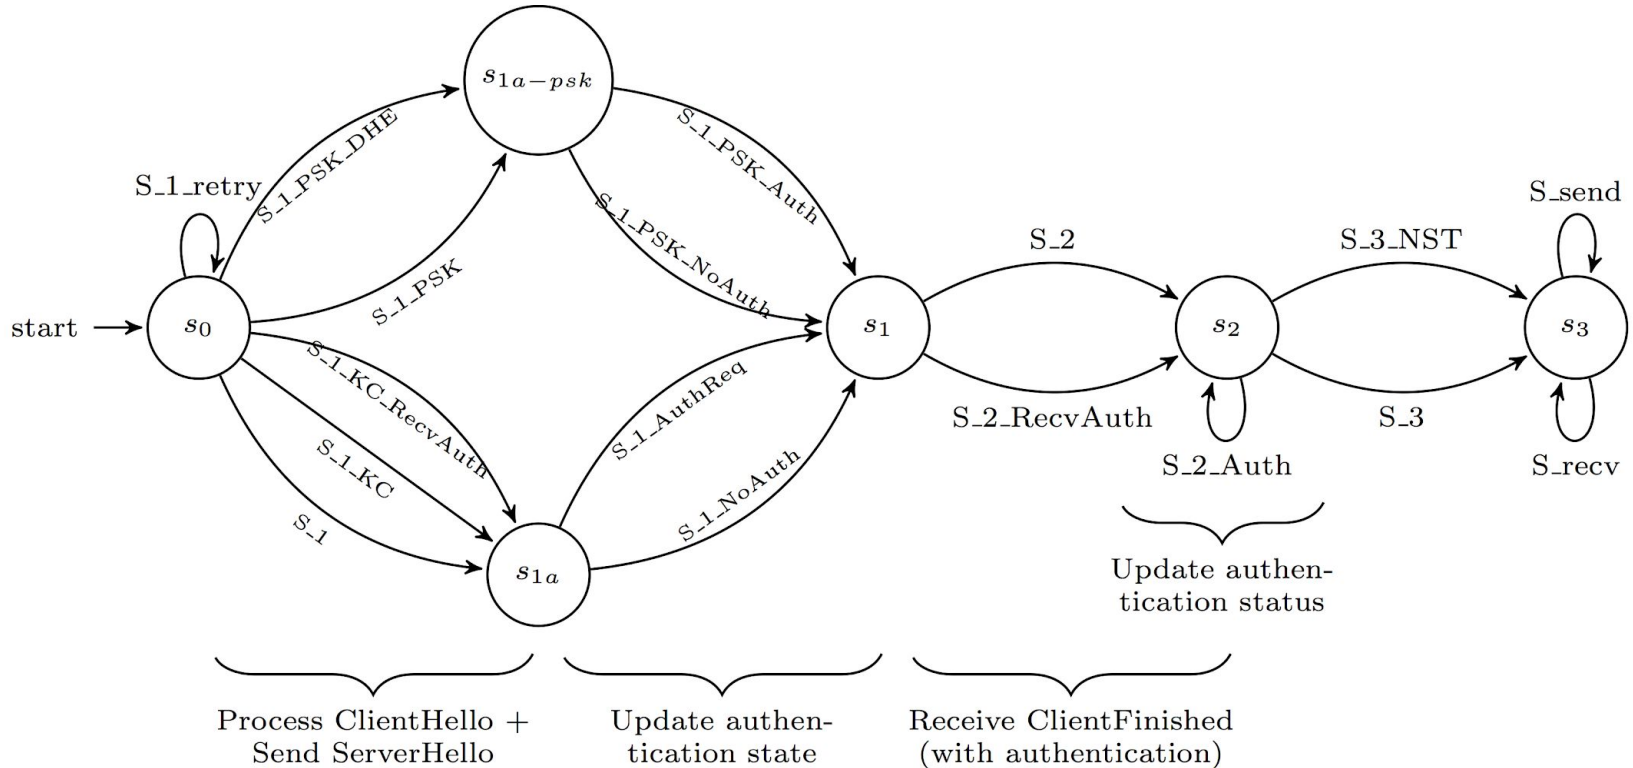 s1a−psk
S_1_PSK_DHE
S_1_PSK_Auth
S_1_retry
S_send
S_1_PSK_NoAuth
S_2
S_3_NST
S_1_PSK
start
s0
s1
s2
s3
S_1_KC_RecvAuth
S_1_AuthReq
S_2_RecvAuth
S_3
S_1_KC
S_1_NoAuth
S_2_Auth
S_recv
S_1
s1a
Update authen-
tication status
Process ClientHello +
Send ServerHello
Update authen-
tication state
Receive ClientFinished
(with authentication)